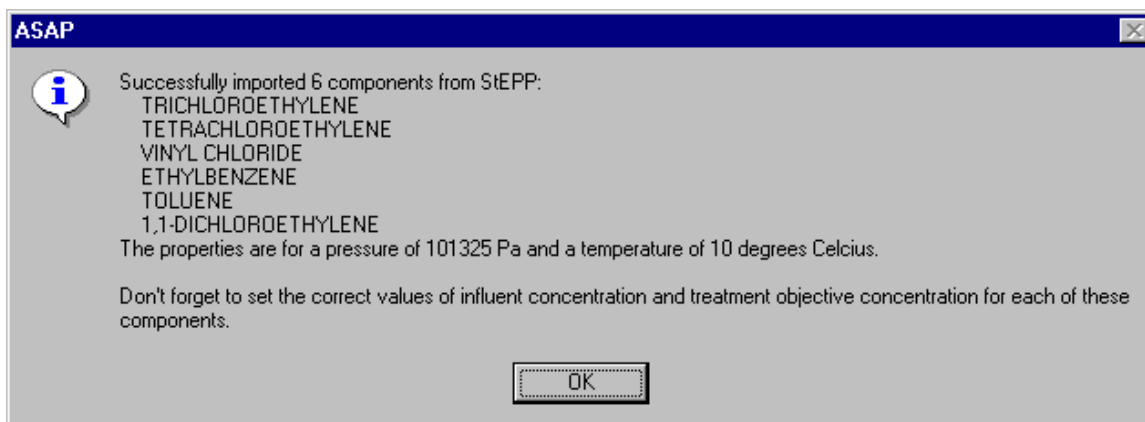 ASAP
Successfully imported 6 components from StEPP:
TRICHLOROETHYLENE
TETRACHLOROETHYLENE
VINYL CHLORIDE
ETHYLBENZENE
TOLUENE
1,1-DICHLOROETHYLENE
The properties are for a pressure of 101325 Pa and a temperature of 10 degrees Celcius.
Don't forget to set the correct values of influent concentration and treatment objective concentration for each of these
components.
OK